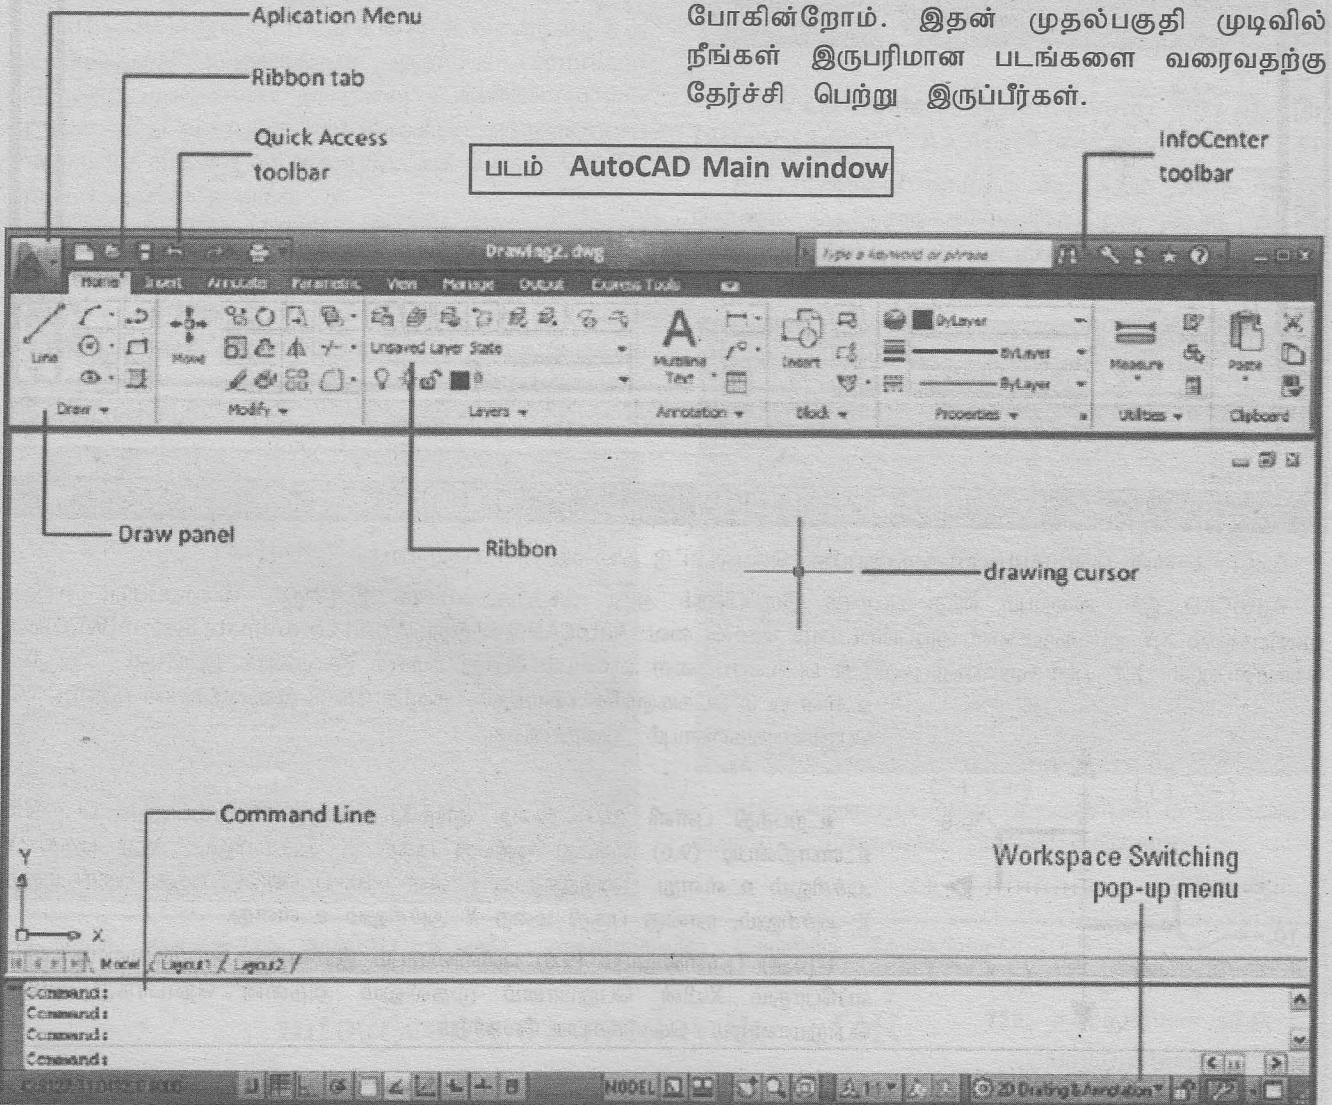 Aplication Menu
போகின்றோம். இதன் முதல்பகுதி முடிவில்
நீங்கள் இருபரிமான படங்களை வரைவதற்கு
தேர்ச்சி பெற்று இருப்பீர்கள்.
Ribbon tab
Quick Access
toolbar
படம் AutoCAD Main window
InfoCenter
toolbar
Drawing2.dwg
Type a keyword or phrase
Home Insert Annotate Parametric View Manage Output Express Tools
ByLayer
Line Move Unsaved Layer State Multiline Text Insert ByLayer Measure Paste
0 ByLayer
Draw Modify Layers Annotation Block Properties Utilities Clipboard
Draw panel
Ribbon
drawing cursor
Command Line
Workspace Switching
pop-up menu
Y
X
Model Layout1 Layout2
Command:
Command:
Command:
Command:
MODEL 1:1 2D Drafting & Annotation